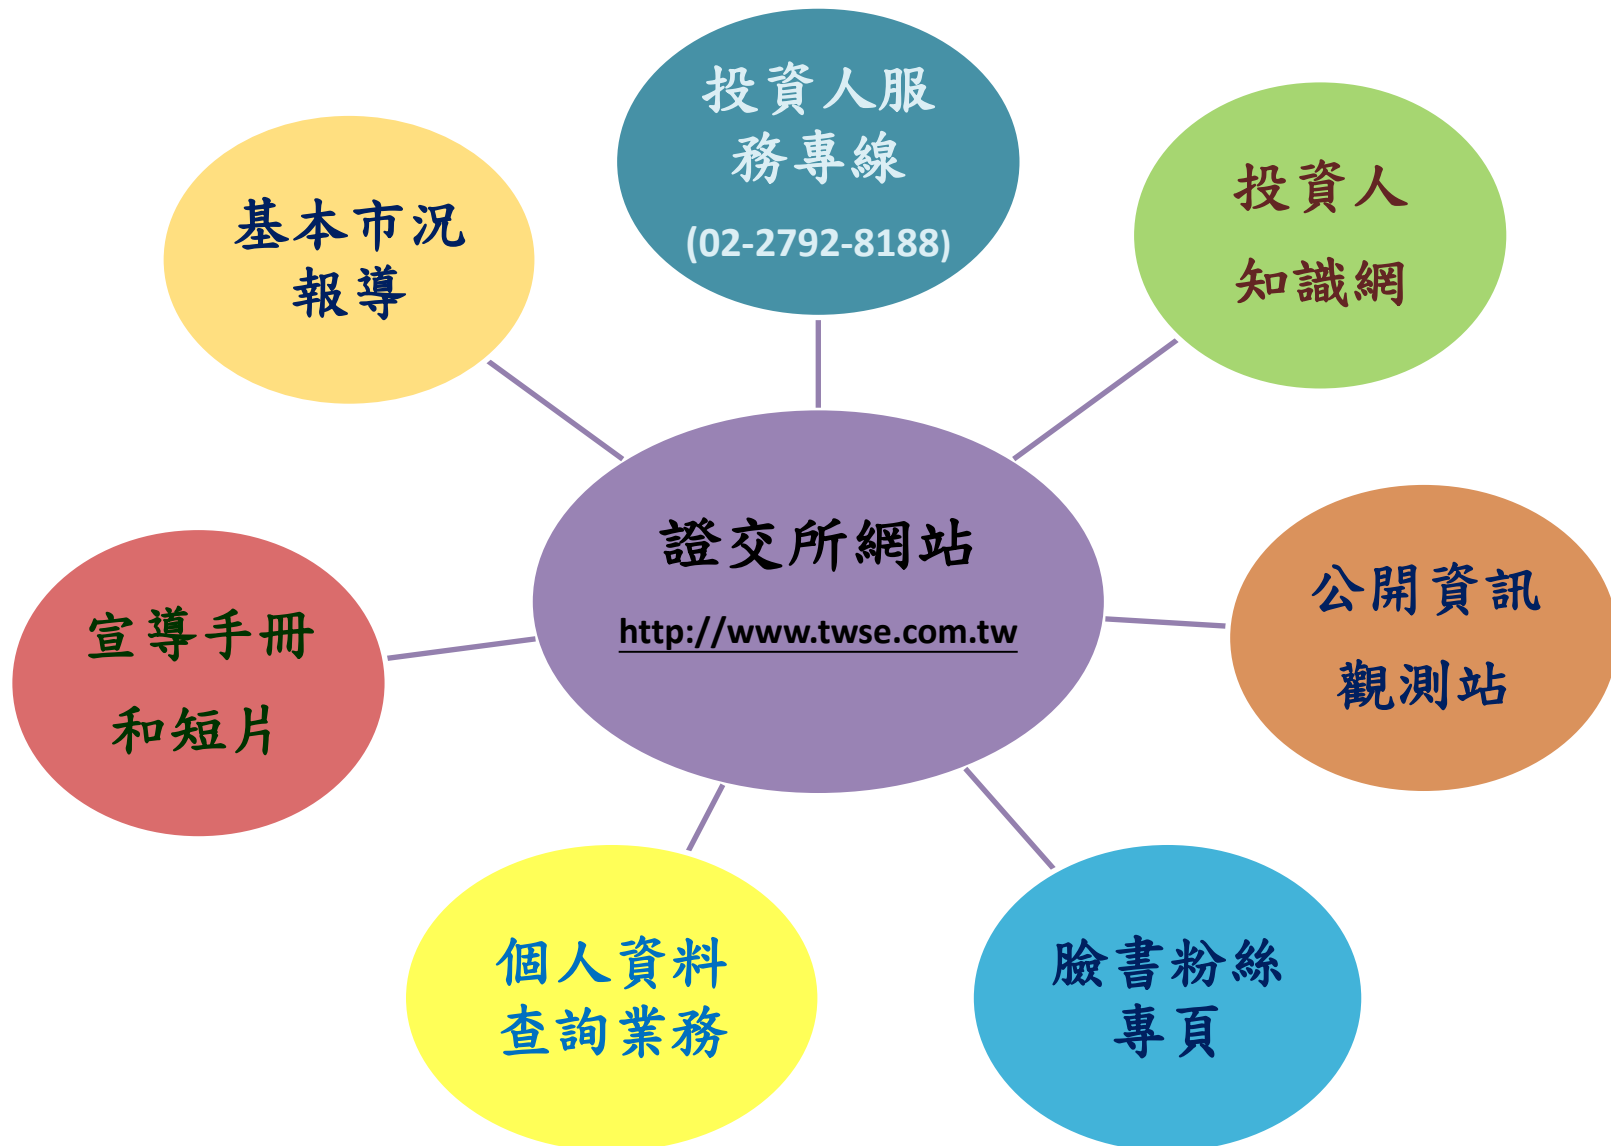 投資人服
務專線
(02-2792-8188)
基本市況
報導
投資人
知識網
證交所網站
http://www.twse.com.tw
公開資訊
觀測站
宣導手冊
和短片
個人資料
查詢業務
臉書粉絲
專頁